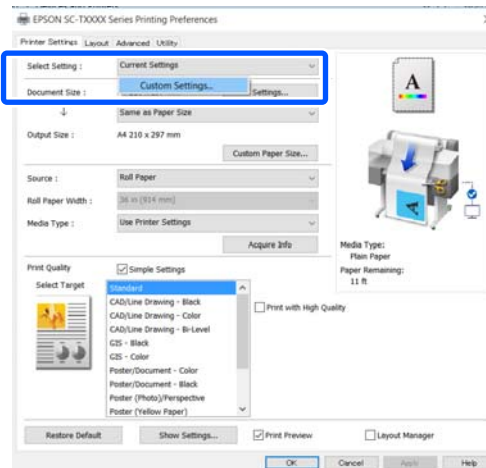 EPSON SC-TXXXX Series Printing Preferences
Printer Settings Layout Advanced Utility
Select Setting : Current Settings
Custom Settings...
Document Size : Settings...
Same as Paper Size
Output Size : A4 210 x 297 mm
Custom Paper Size...
Source : Roll Paper
Roll Paper Width : 36 in (914 mm)
Media Type : Use Printer Settings
Acquire Info
Media Type:
Plain Paper
Paper Remaining:
11 ft
Print Quality Simple Settings
Select Target
Standard
CAD/Line Drawing - Black
CAD/Line Drawing - Color
CAD/Line Drawing - Bi-Level
GIS - Black
GIS - Color
Poster/Document - Color
Poster/Document - Black
Poster (Photo)/Perspective
Poster (Yellow Paper)
Print with High Quality
Restore Default Show Settings... Print Preview Layout Manager
OK Cancel Apply Help
A
A